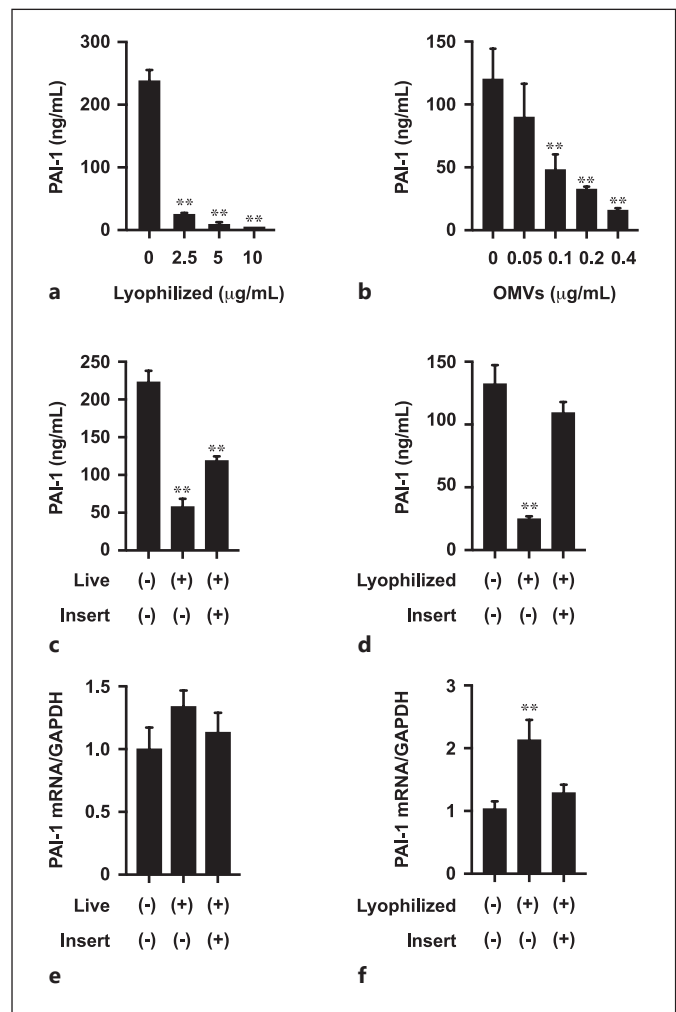 300
200
100
0
PAI-1 (ng/mL)
**
**
**
0 2.5 5 10
a Lyophilized (μg/mL)
150
100
50
0
PAI-1 (ng/mL)
**
**
**
0 0.05 0.1 0.2 0.4
b OMVs (μg/mL)
250
200
150
100
50
0
PAI-1 (ng/mL)
**
**
Live (-) (+) (+)
Insert (-) (-) (+)
c
150
100
50
0
PAI-1 (ng/mL)
**
Lyophilized (-) (+) (+)
Insert (-) (-) (+)
d
1.5
1.0
0.5
0
PAI-1 mRNA/GAPDH
Live (-) (+) (+)
Insert (-) (-) (+)
e
3
2
1
0
PAI-1 mRNA/GAPDH
**
Lyophilized (-) (+) (+)
Insert (-) (-) (+)
f